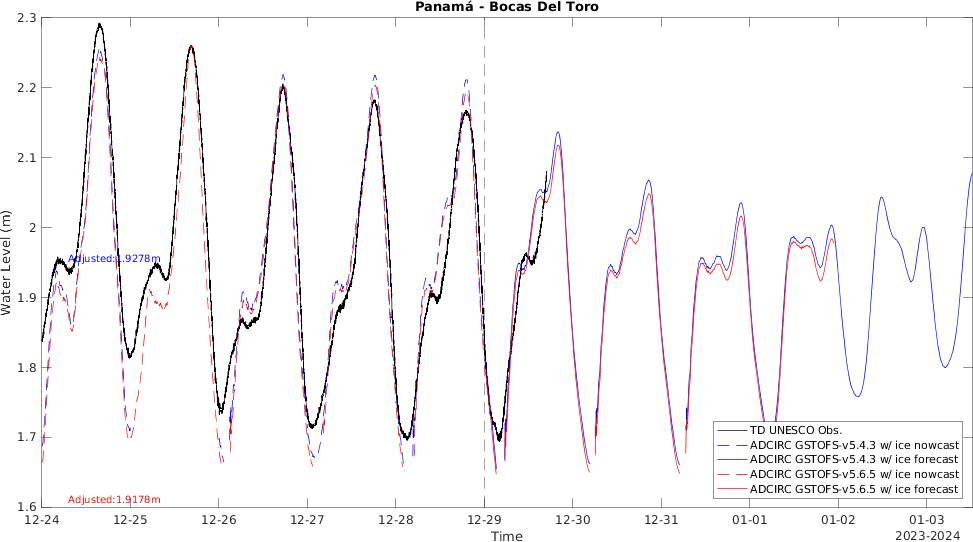 Panamá - Bocas Del Toro
2.3
2.2
2.1
2
1.9
1.8
1.7
1.6
Water Level (m)
Adjusted:1.9278m
Adjusted:1.9178m
TD UNESCO Obs.
ADCIRC GSTOFS-v5.4.3 w/ ice nowcast
ADCIRC GSTOFS-v5.4.3 w/ ice forecast
ADCIRC GSTOFS-v5.6.5 w/ ice nowcast
ADCIRC GSTOFS-v5.6.5 w/ ice forecast
12-24 12-25 12-26 12-27 12-28 12-29 12-30 12-31 01-01 01-02 01-03
Time
2023-2024